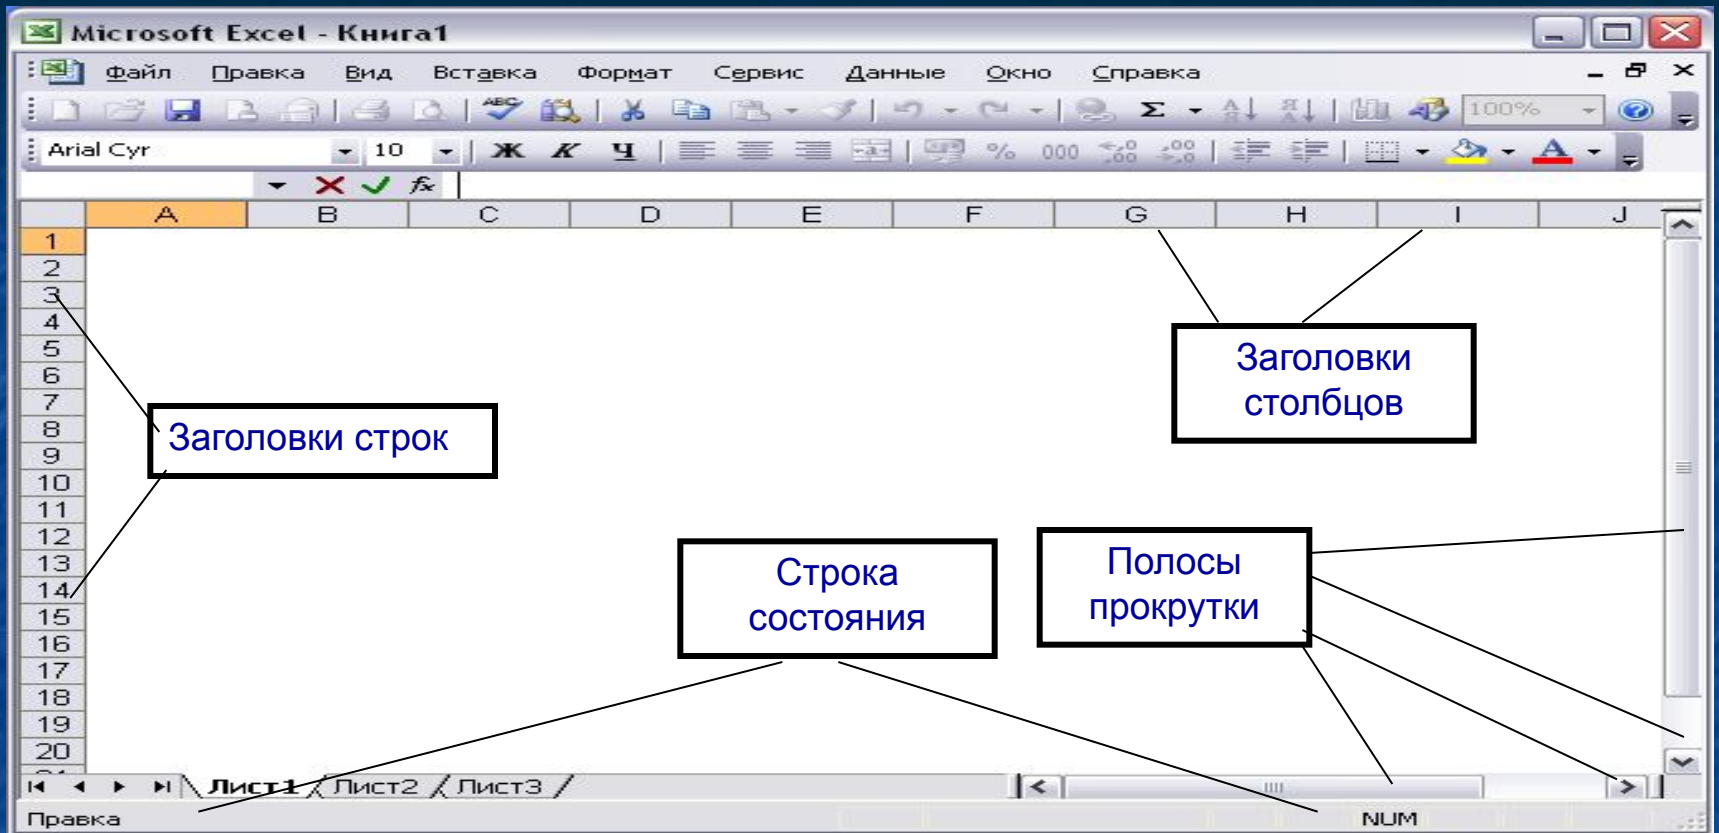 Microsoft Excel - Книга1
Файл Правка Вид Вставка Формат Сервис Данные Окно Справка
ABC Σ 100%
Arial Cyr 10 Ж К Ч % 000 A
fx
A B C D E F G H I J
1
2
3
4
5
6
7
8
9
10
11
12
13
14
15
16
17
18
19
20
Заголовки
столбцов
Заголовки строк
Строка
состояния
Полосы
прокрутки
Лист1 Лист2 Лист3
Правка NUM